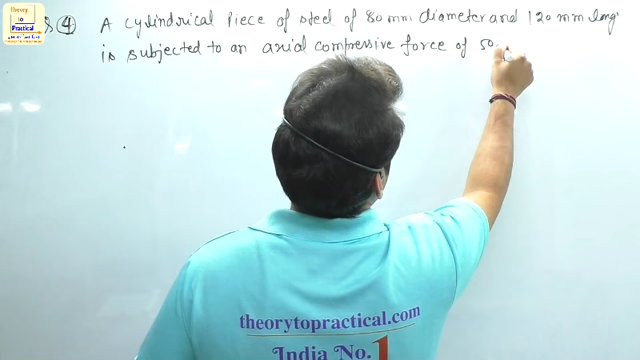 Theory
to
Practical
Q ④ A cylindrical piece of steel of 80 mm diameter and 120 mm long
is subjected to an axial compressive force of 50
theorytopractical.com
India No. 1